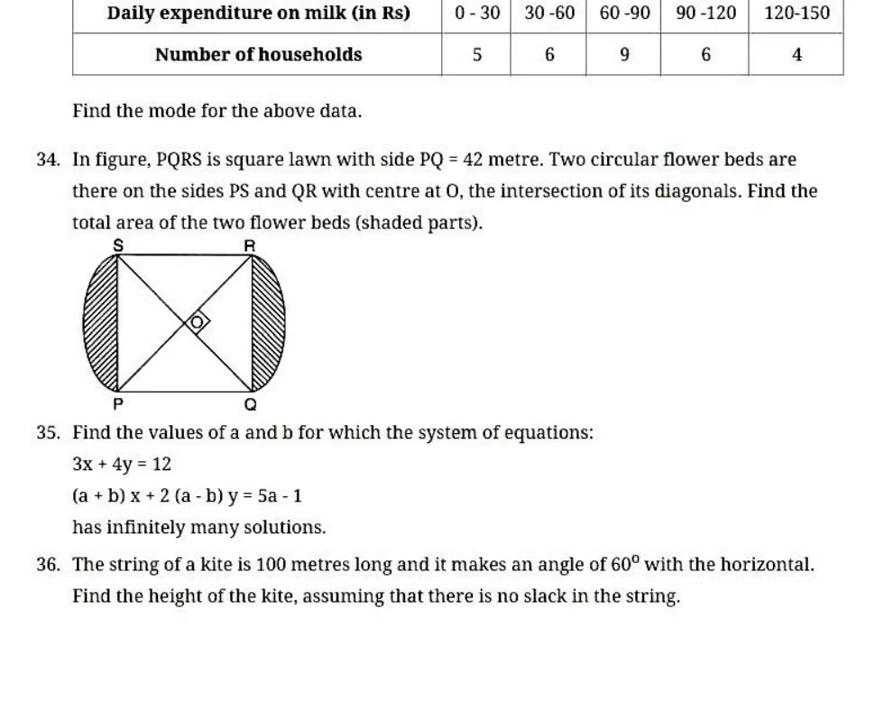 Daily expenditure on milk (in Rs) 0 - 30 30 -60 60 -90 90 -120 120-150
Number of households 5 6 9 6 4
Find the mode for the above data.
34. In figure, PQRS is square lawn with side PQ = 42 metre. Two circular flower beds are
there on the sides PS and QR with centre at O, the intersection of its diagonals. Find the
total area of the two flower beds (shaded parts).
S R
O
P Q
35. Find the values of a and b for which the system of equations:
3x + 4y = 12
(a + b) x + 2 (a - b) y = 5a - 1
has infinitely many solutions.
36. The string of a kite is 100 metres long and it makes an angle of 60⁰ with the horizontal.
Find the height of the kite, assuming that there is no slack in the string.